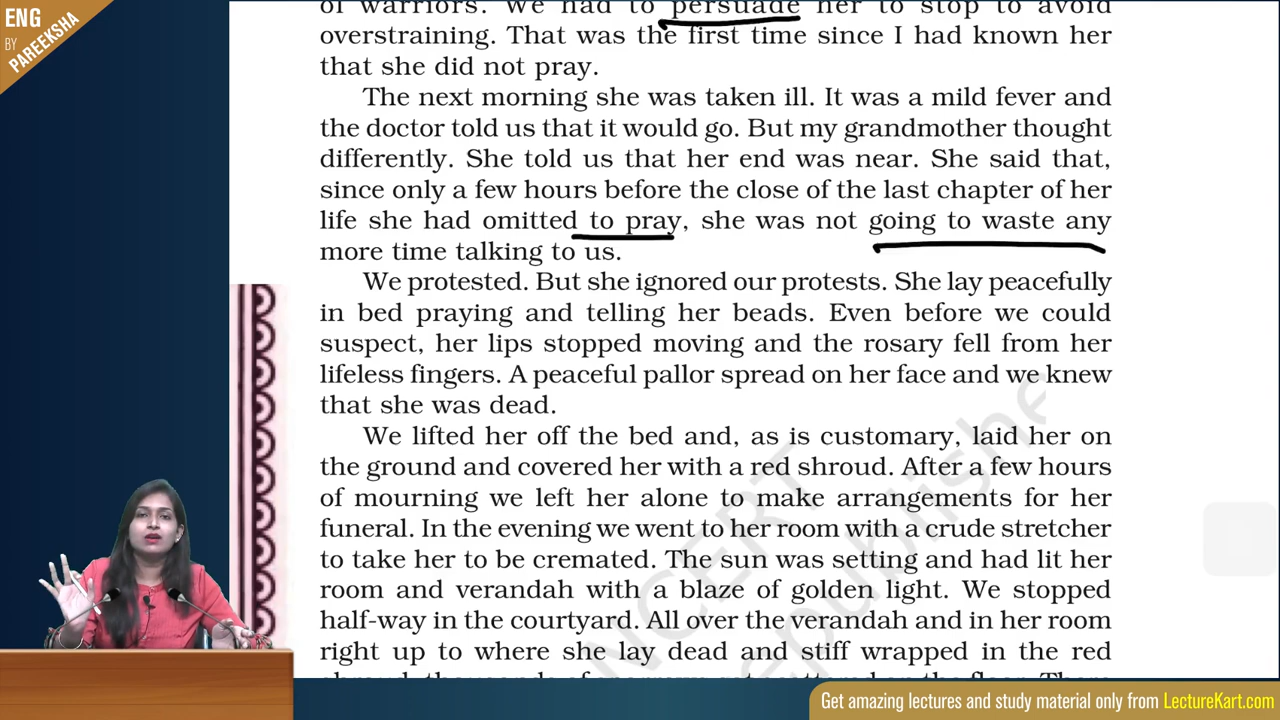 ENG
BY
PAREEKSHA
of warriors. We had to persuade her to stop to avoid
overstraining. That was the first time since I had known her
that she did not pray.
The next morning she was taken ill. It was a mild fever and
the doctor told us that it would go. But my grandmother thought
differently. She told us that her end was near. She said that,
since only a few hours before the close of the last chapter of her
life she had omitted to pray, she was not going to waste any
more time talking to us.
We protested. But she ignored our protests. She lay peacefully
in bed praying and telling her beads. Even before we could
suspect, her lips stopped moving and the rosary fell from her
lifeless fingers. A peaceful pallor spread on her face and we knew
that she was dead.
We lifted her off the bed and, as is customary, laid her on
the ground and covered her with a red shroud. After a few hours
of mourning we left her alone to make arrangements for her
funeral. In the evening we went to her room with a crude stretcher
to take her to be cremated. The sun was setting and had lit her
room and verandah with a blaze of golden light. We stopped
half-way in the courtyard. All over the verandah and in her room
right up to where she lay dead and stiff wrapped in the red
NCERT
Get amazing lectures and study material only from LectureKart.com